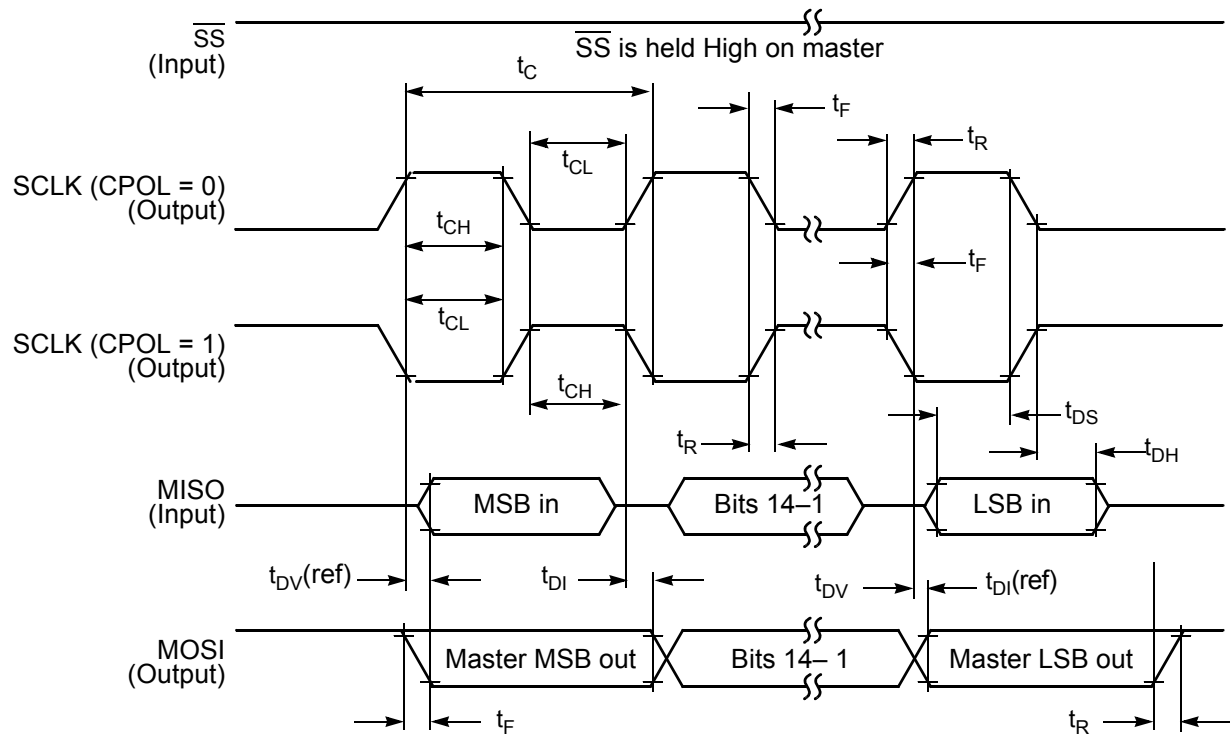 SS
(Input)
SS is held High on master
tC
tF
tR
tCL
SCLK (CPOL = 0)
(Output)
tCH
tF
tCL
SCLK (CPOL = 1)
(Output)
tCH
tDS
tR
tDH
MISO
(Input)
MSB in
Bits 14–1
LSB in
tDV(ref)
tDI
tDV
tDI(ref)
MOSI
(Output)
Master MSB out
Bits 14– 1
Master LSB out
tF
tR